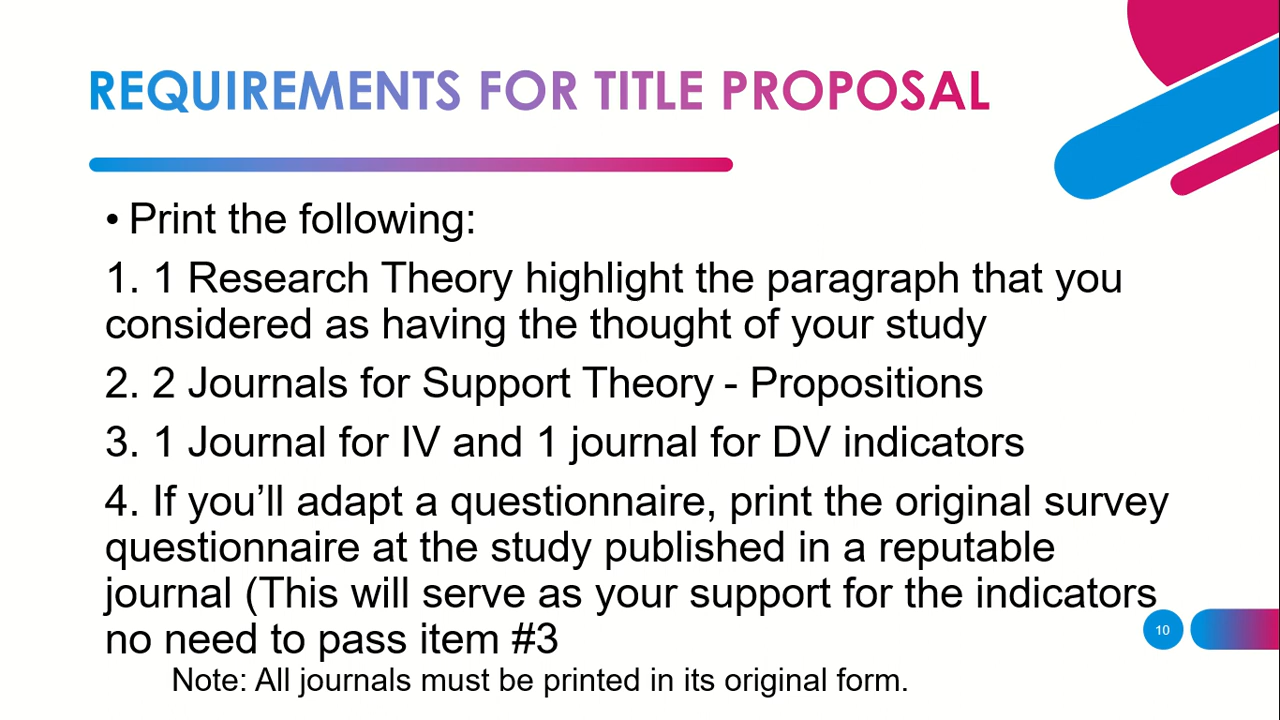 REQUIREMENTS FOR TITLE PROPOSAL
• Print the following:
1. 1 Research Theory highlight the paragraph that you
considered as having the thought of your study
2. 2 Journals for Support Theory - Propositions
3. 1 Journal for IV and 1 journal for DV indicators
4. If you’ll adapt a questionnaire, print the original survey
questionnaire at the study published in a reputable
journal (This will serve as your support for the indicators
no need to pass item #3
10
Note: All journals must be printed in its original form.